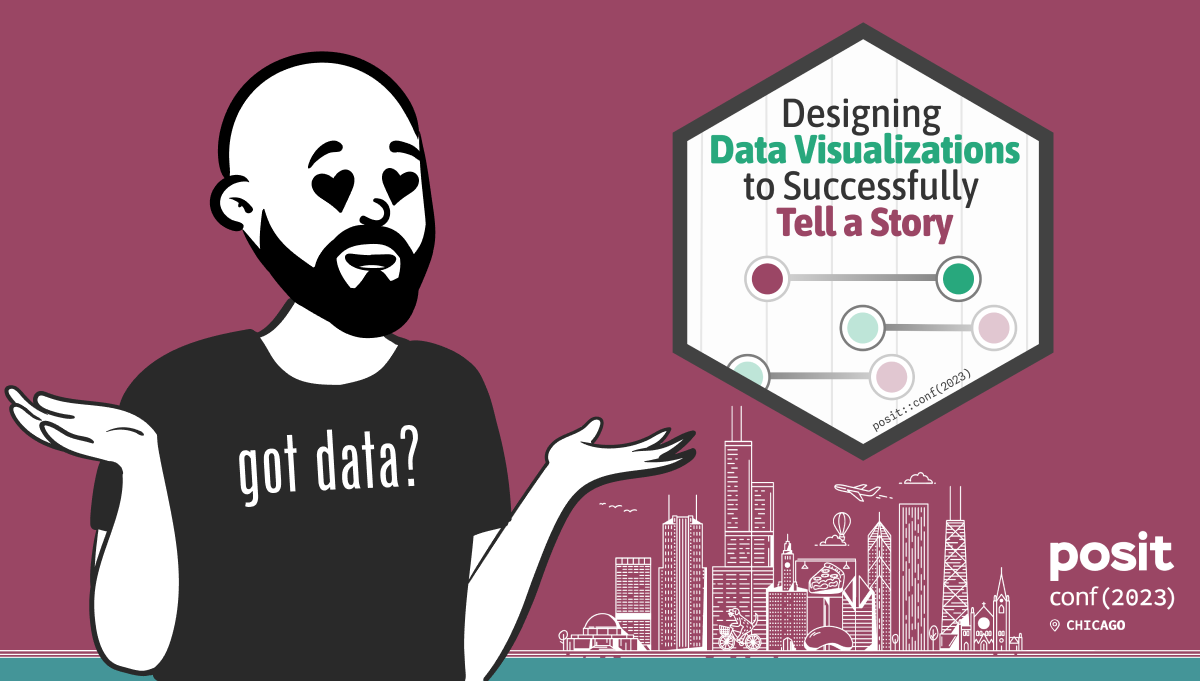 Designing
Data Visualizations
to Successfully
Tell a Story
posit::conf(2023)
got data?
posit
conf(2023)
CHICAGO